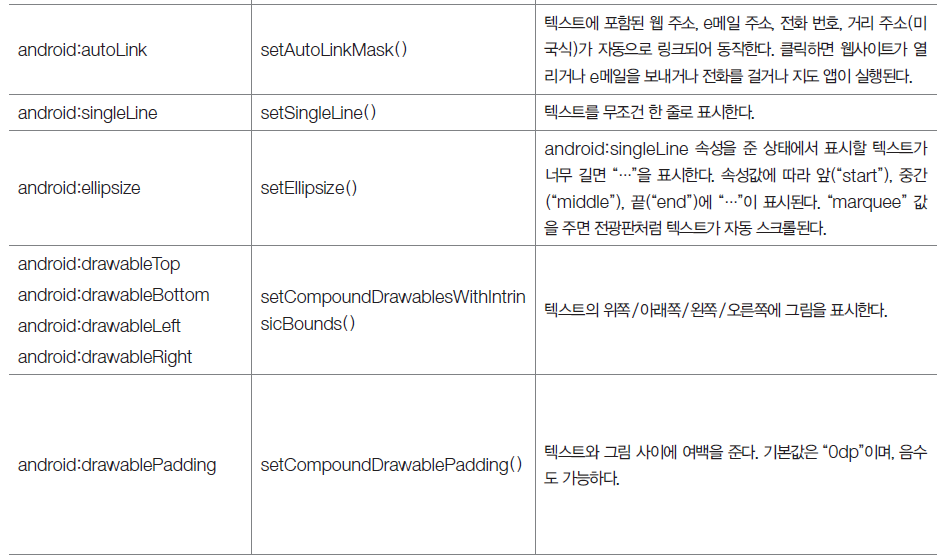 android:autoLink
setAutoLinkMask()
텍스트에 포함된 웹 주소, e메일 주소, 전화 번호, 거리 주소(미
국식)가 자동으로 링크되어 동작한다. 클릭하면 웹사이트가 열
리거나 e메일을 보내거나 전화를 걸거나 지도 앱이 실행된다.
android:singleLine
setSingleLine()
텍스트를 무조건 한 줄로 표시한다.
android:ellipsize
setEllipsize()
android:singleLine 속성을 준 상태에서 표시할 텍스트가
너무 길면 “…”을 표시한다. 속성값에 따라 앞(“start”), 중간
(“middle”), 끝(“end”)에 “…”이 표시된다. “marquee” 값
을 주면 전광판처럼 텍스트가 자동 스크롤된다.
android:drawableTop
android:drawableBottom
android:drawableLeft
android:drawableRight
setCompoundDrawablesWithIntrin
sicBounds()
텍스트의 위쪽/아래쪽/왼쪽/오른쪽에 그림을 표시한다.
android:drawablePadding
setCompoundDrawablePadding()
텍스트와 그림 사이에 여백을 준다. 기본값은 “0dp”이며, 음수
도 가능하다.